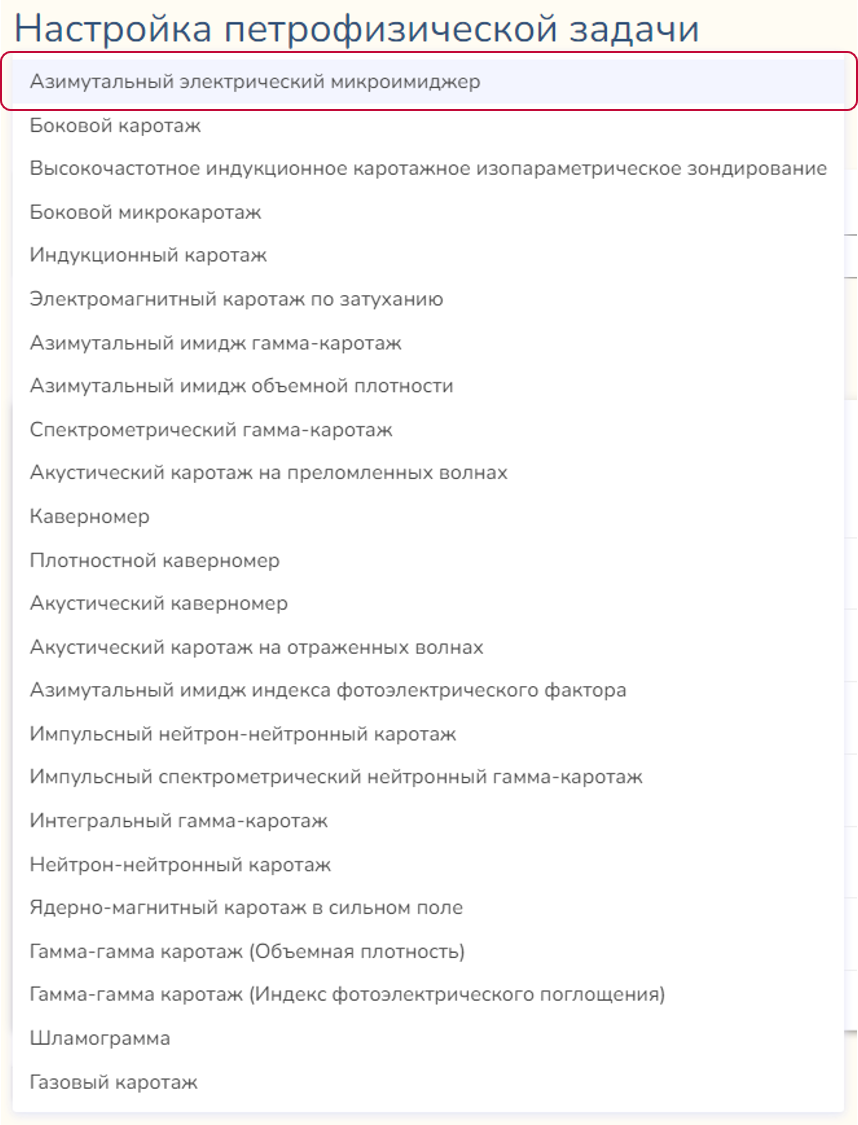 Настройка петрофизической задачи
Азимутальный электрический микроимиджер
Боковой каротаж
Высокочастотное индукционное каротажное изопараметрическое зондирование
Боковой микрокаротаж
Индукционный каротаж
Электромагнитный каротаж по затуханию
Азимутальный имидж гамма-каротаж
Азимутальный имидж объемной плотности
Спектрометрический гамма-каротаж
Акустический каротаж на преломленных волнах
Каверномер
Плотностной каверномер
Акустический каверномер
Акустический каротаж на отраженных волнах
Азимутальный имидж индекса фотоэлектрического фактора
Импульсный нейтрон-нейтронный каротаж
Импульсный спектрометрический нейтронный гамма-каротаж
Интегральный гамма-каротаж
Нейтрон-нейтронный каротаж
Ядерно-магнитный каротаж в сильном поле
Гамма-гамма каротаж (Объемная плотность)
Гамма-гамма каротаж (Индекс фотоэлектрического поглощения)
Шламограмма
Газовый каротаж